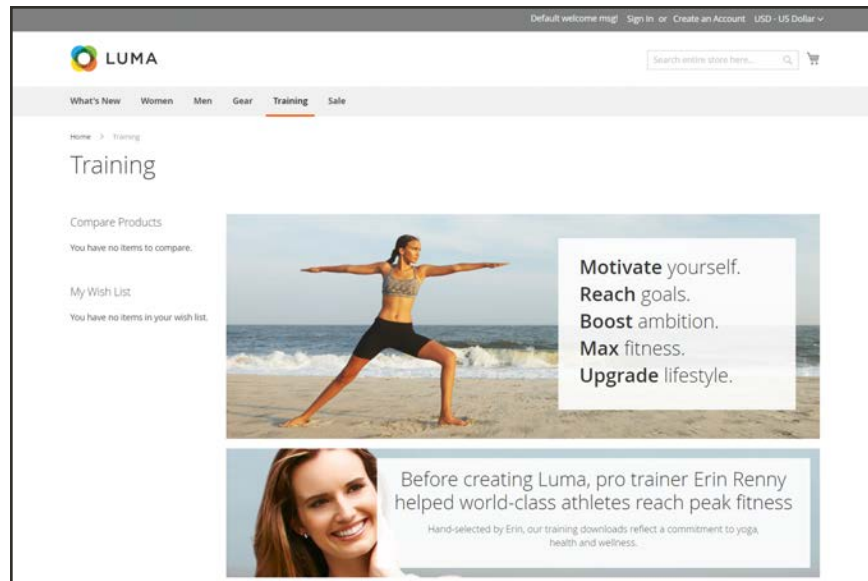 Default welcome msg! Sign In or Create an Account USD - US Dollar
LUMA
Search entire store here...
What's New Women Men Gear Training Sale
Home > Training
Training
Compare Products
You have no items to compare.
My Wish List
You have no items in your wish list.
Motivate yourself.
Reach goals.
Boost ambition.
Max fitness.
Upgrade lifestyle.
Before creating Luma, pro trainer Erin Renny
helped world-class athletes reach peak fitness
Hand-selected by Erin, our training downloads reflect a commitment to yoga,
health and wellness.